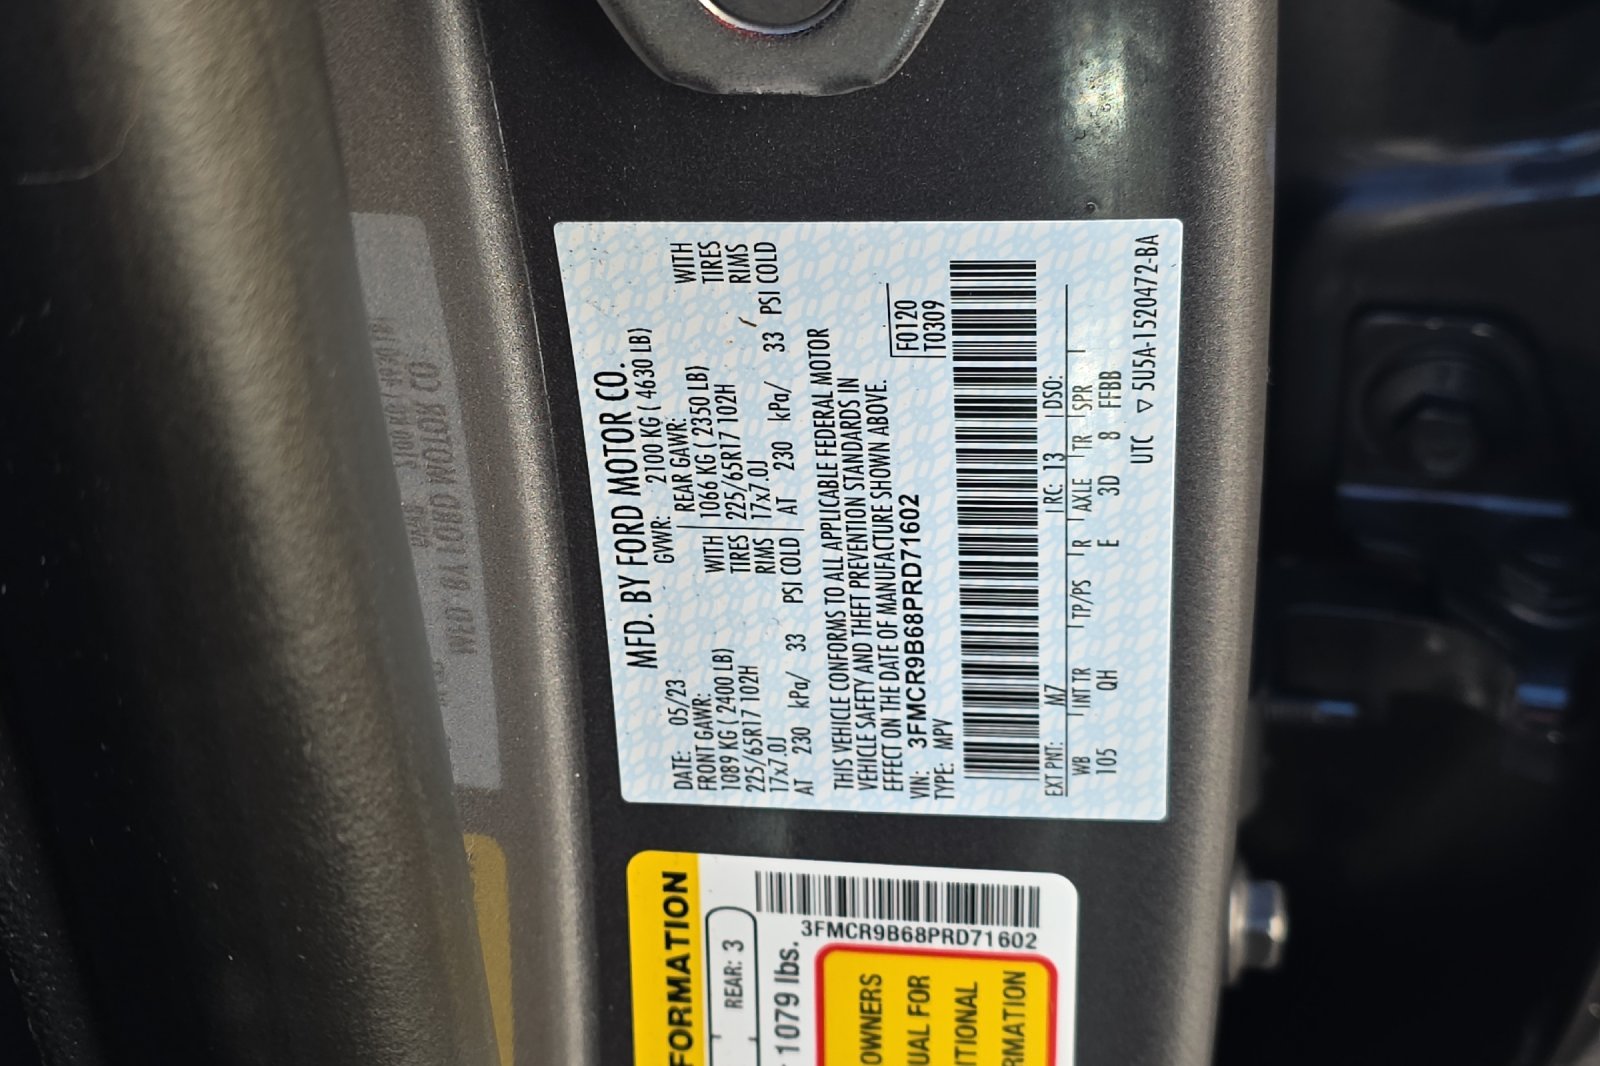 MFD. BY FORD MOTOR CO.
DATE: 05/23 GVWR: 2100 KG ( 4630 LB)
FRONT GAWR: REAR GAWR:
1089 KG ( 2400 LB) WITH 1066 KG ( 2350 LB) WITH
225/65R17 102H TIRES 225/65R17 102H TIRES
17x7.0J RIMS 17x7.0J RIMS
AT 230 kPa/ 33 PSI COLD AT 230 kPa/ 33 PSI COLD
THIS VEHICLE CONFORMS TO ALL APPLICABLE FEDERAL MOTOR
VEHICLE SAFETY AND THEFT PREVENTION STANDARDS IN
EFFECT ON THE DATE OF MANUFACTURE SHOWN ABOVE.
VIN: 3FMCR9B68PRD71602 F0120
TYPE: MPV T0309
EXT PNT: M7 RC: 13 DSO:
WB INT TR TP/PS R AXLE TR SPR
105 QH E 3D 8 FFBB
UTC ▽ 5U5A-1520472-BA
FORMATION
REAR: 3
1079 lbs.
3FMCR9B68PRD71602
OWNERS
UAL FOR
ITIONAL
RMATION